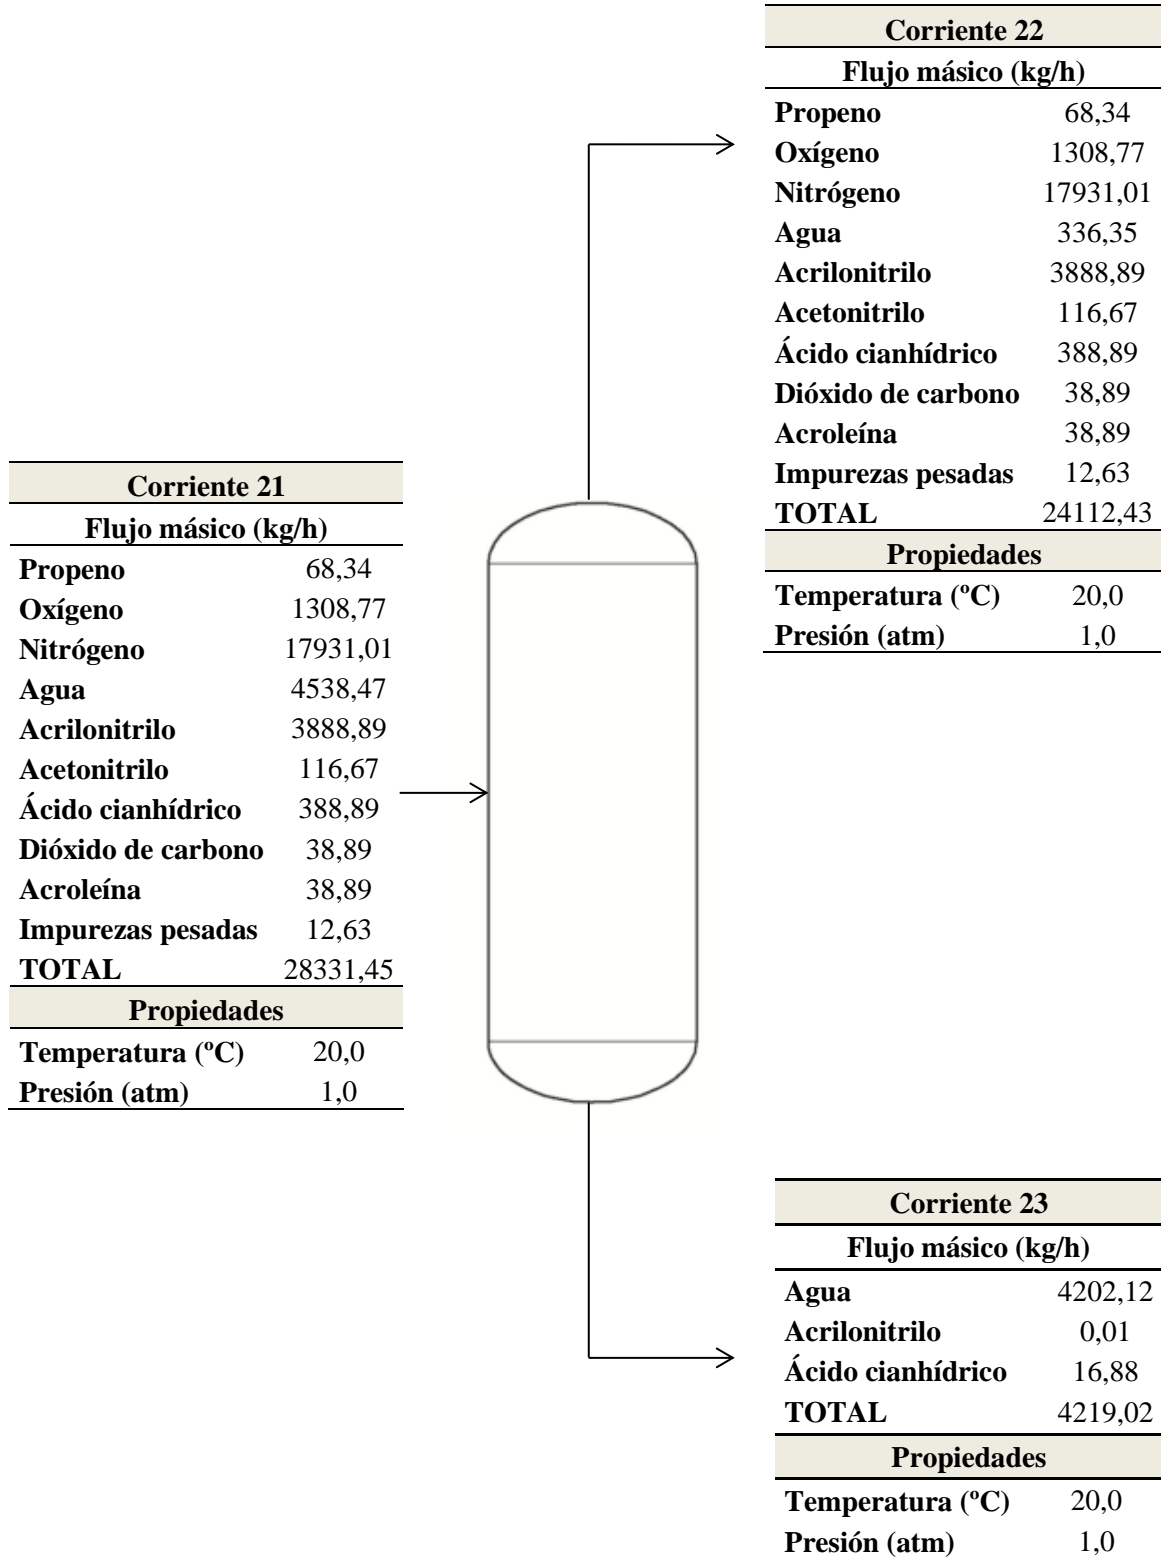 Corriente 22
Flujo másico (kg/h)
Propeno 68,34
Oxígeno 1308,77
Nitrógeno 17931,01
Agua 336,35
Acrilonitrilo 3888,89
Acetonitrilo 116,67
Ácido cianhídrico 388,89
Dióxido de carbono 38,89
Acroleína 38,89
Impurezas pesadas 12,63
TOTAL 24112,43
Propiedades
Temperatura (ºC) 20,0
Presión (atm) 1,0
Corriente 21
Flujo másico (kg/h)
Propeno 68,34
Oxígeno 1308,77
Nitrógeno 17931,01
Agua 4538,47
Acrilonitrilo 3888,89
Acetonitrilo 116,67
Ácido cianhídrico 388,89
Dióxido de carbono 38,89
Acroleína 38,89
Impurezas pesadas 12,63
TOTAL 28331,45
Propiedades
Temperatura (ºC) 20,0
Presión (atm) 1,0
Corriente 23
Flujo másico (kg/h)
Agua 4202,12
Acrilonitrilo 0,01
Ácido cianhídrico 16,88
TOTAL 4219,02
Propiedades
Temperatura (ºC) 20,0
Presión (atm) 1,0